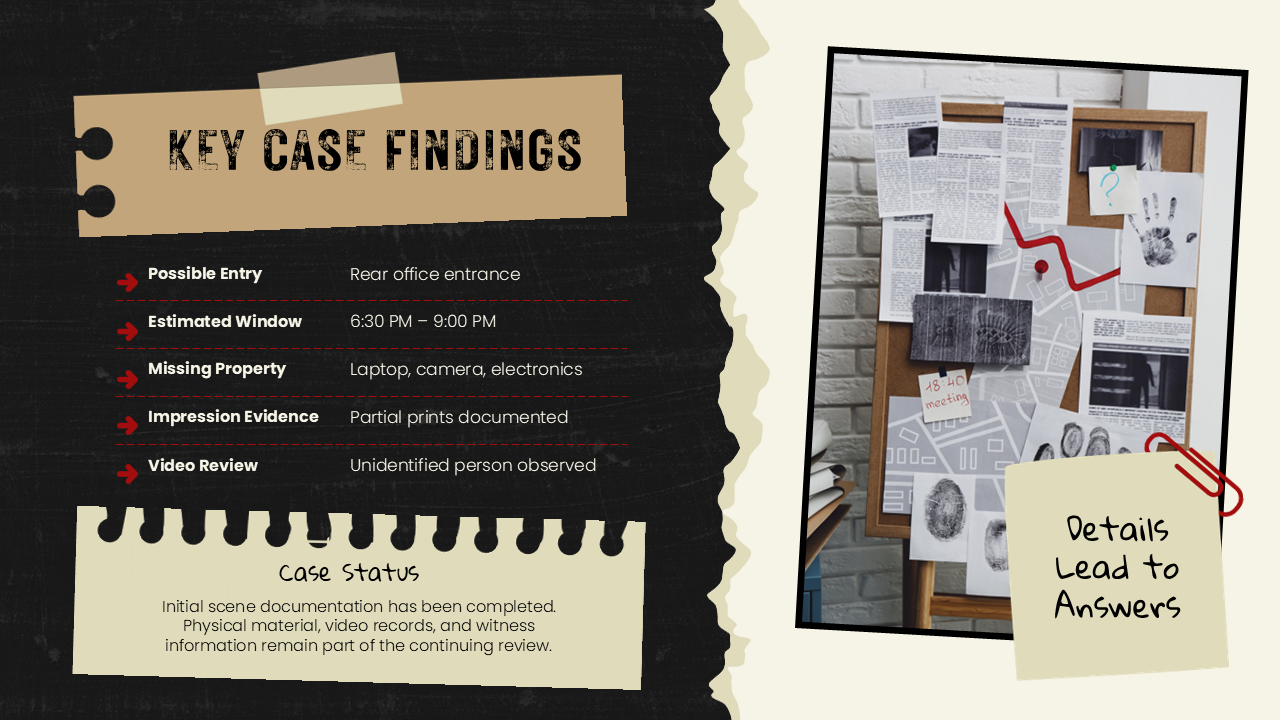 KEY CASE FINDINGS
Possible Entry Rear office entrance
Estimated Window 6:30 PM – 9:00 PM
Missing Property Laptop, camera, electronics
Impression Evidence Partial prints documented
Video Review Unidentified person observed
Case Status
Initial scene documentation has been completed.
Physical material, video records, and witness
information remain part of the continuing review.
?
18:40
meeting
Details
Lead to
Answers